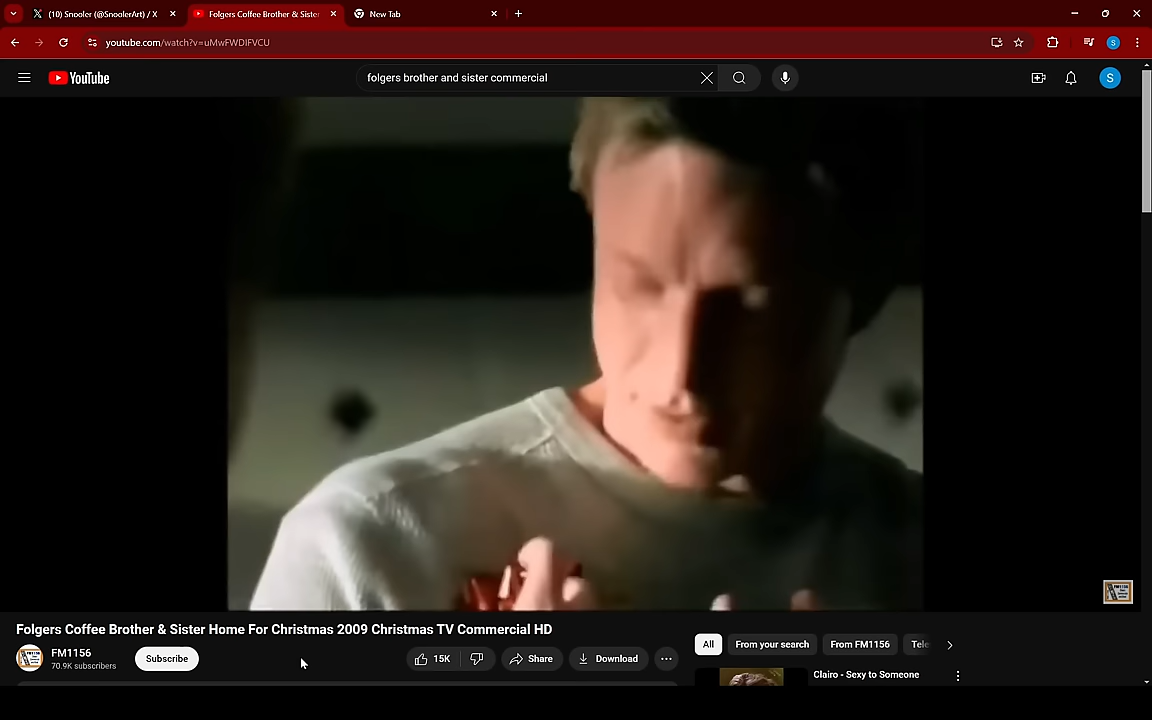 (10) Snooler (@SnoolerArt) / X
Folgers Coffee Brother & Sister
New Tab
youtube.com/watch?v=uMwFWDIFVCU
S
YouTube
folgers brother and sister commercial
S
FM1156
Folgers Coffee Brother & Sister Home For Christmas 2009 Christmas TV Commercial HD
FM1156
70.9K subscribers
Subscribe
15K
Share
Download
All
From your search
From FM1156
Tele
Clairo - Sexy to Someone